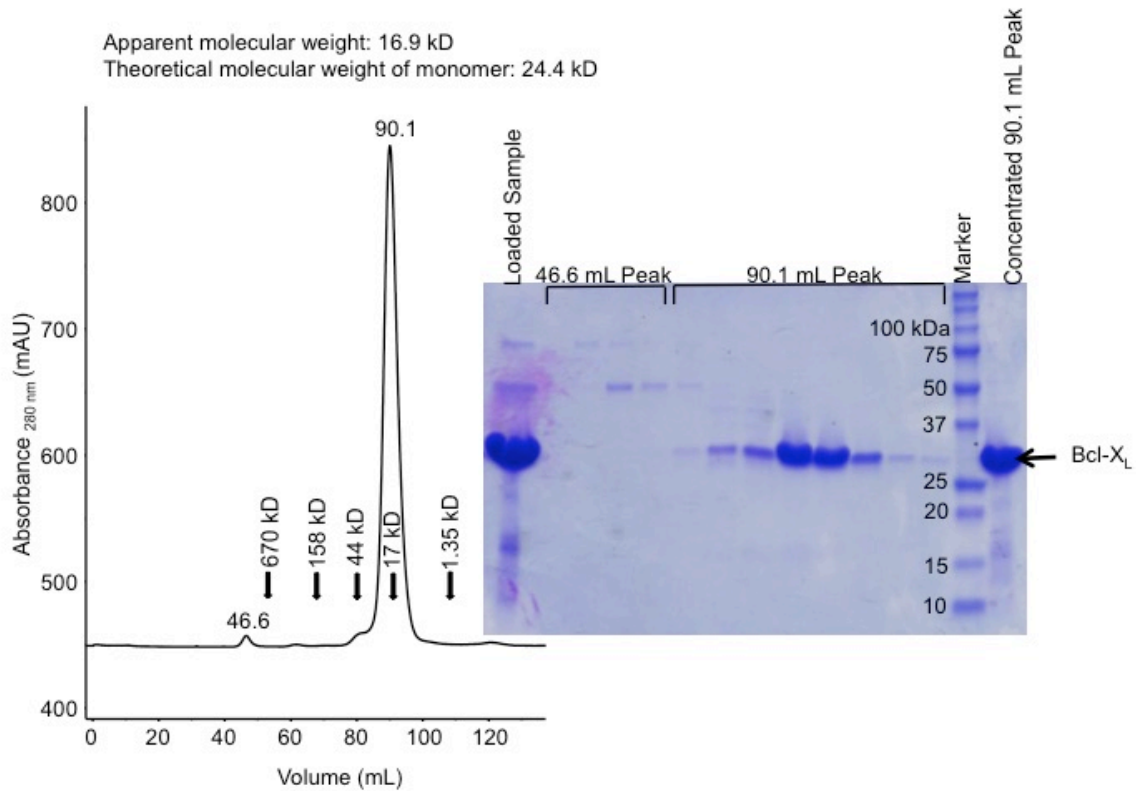 Apparent molecular weight: 16.9 kD
Theoretical molecular weight of monomer: 24.4 kD
90.1
Absorbance 280 nm (mAU)
800
700
600
500
400
670 kD
158 kD
44 kD
17 kD
1.35 kD
46.6
0 20 40 60 80 100 120
Volume (mL)
Loaded Sample
46.6 mL Peak
90.1 mL Peak
Marker
Concentrated 90.1 mL Peak
100 kDa
75
50
37
25
20
15
10
Bcl-XL